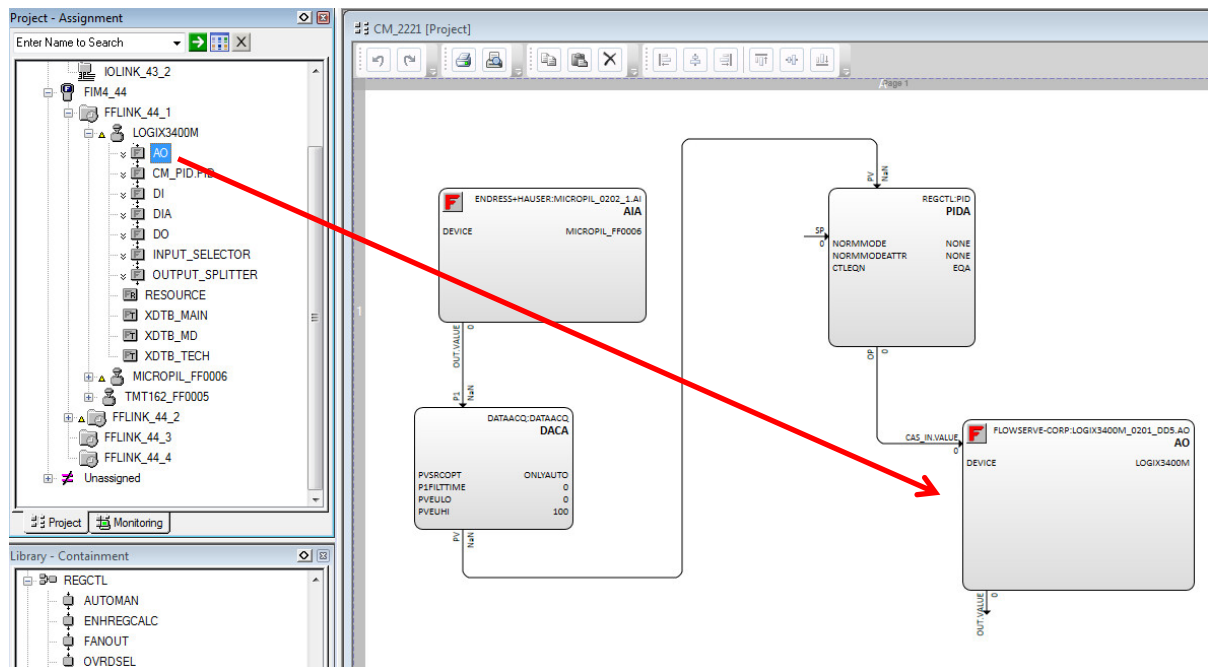 Project - Assignment
Enter Name to Search
IOLINK_43_2
FIM4_44
FFLINK_44_1
LOGIX3400M
AO
CM_PID.PID
DI
DIA
DO
INPUT_SELECTOR
OUTPUT_SPLITTER
RESOURCE
XDTB_MAIN
XDTB_MD
XDTB_TECH
MICROPIL_FF0006
TMT162_FF0005
FFLINK_44_2
FFLINK_44_3
FFLINK_44_4
Unassigned
Project Monitoring
Library - Containment
REGCTL
AUTOMAN
ENHREGCALC
FANOUT
OVRDSEL
CM_2221 [Project]
Page 1
1
ENDRESS+HAUSER:MICROPIL_0202_1.AI
AIA
DEVICE MICROPIL_FF0006
OUT.VALUE 0
P1 NaN
DATAACQ:DATAACQ
DACA
PVSRCOPT ONLYAUTO
P1FILTTIME 0
PVEULO 0
PVEUHI 100
PV NaN
PV NaN
REGCTL:PID
PIDA
SP
0
NORMMODE NONE
NORMMODEATTR NONE
CTLEQN EQA
OP 0
CAS_IN.VALUE
0
FLOWSERVE-CORP:LOGIX3400M_0201_DD5.AO
AO
DEVICE LOGIX3400M
OUT.VALUE 0